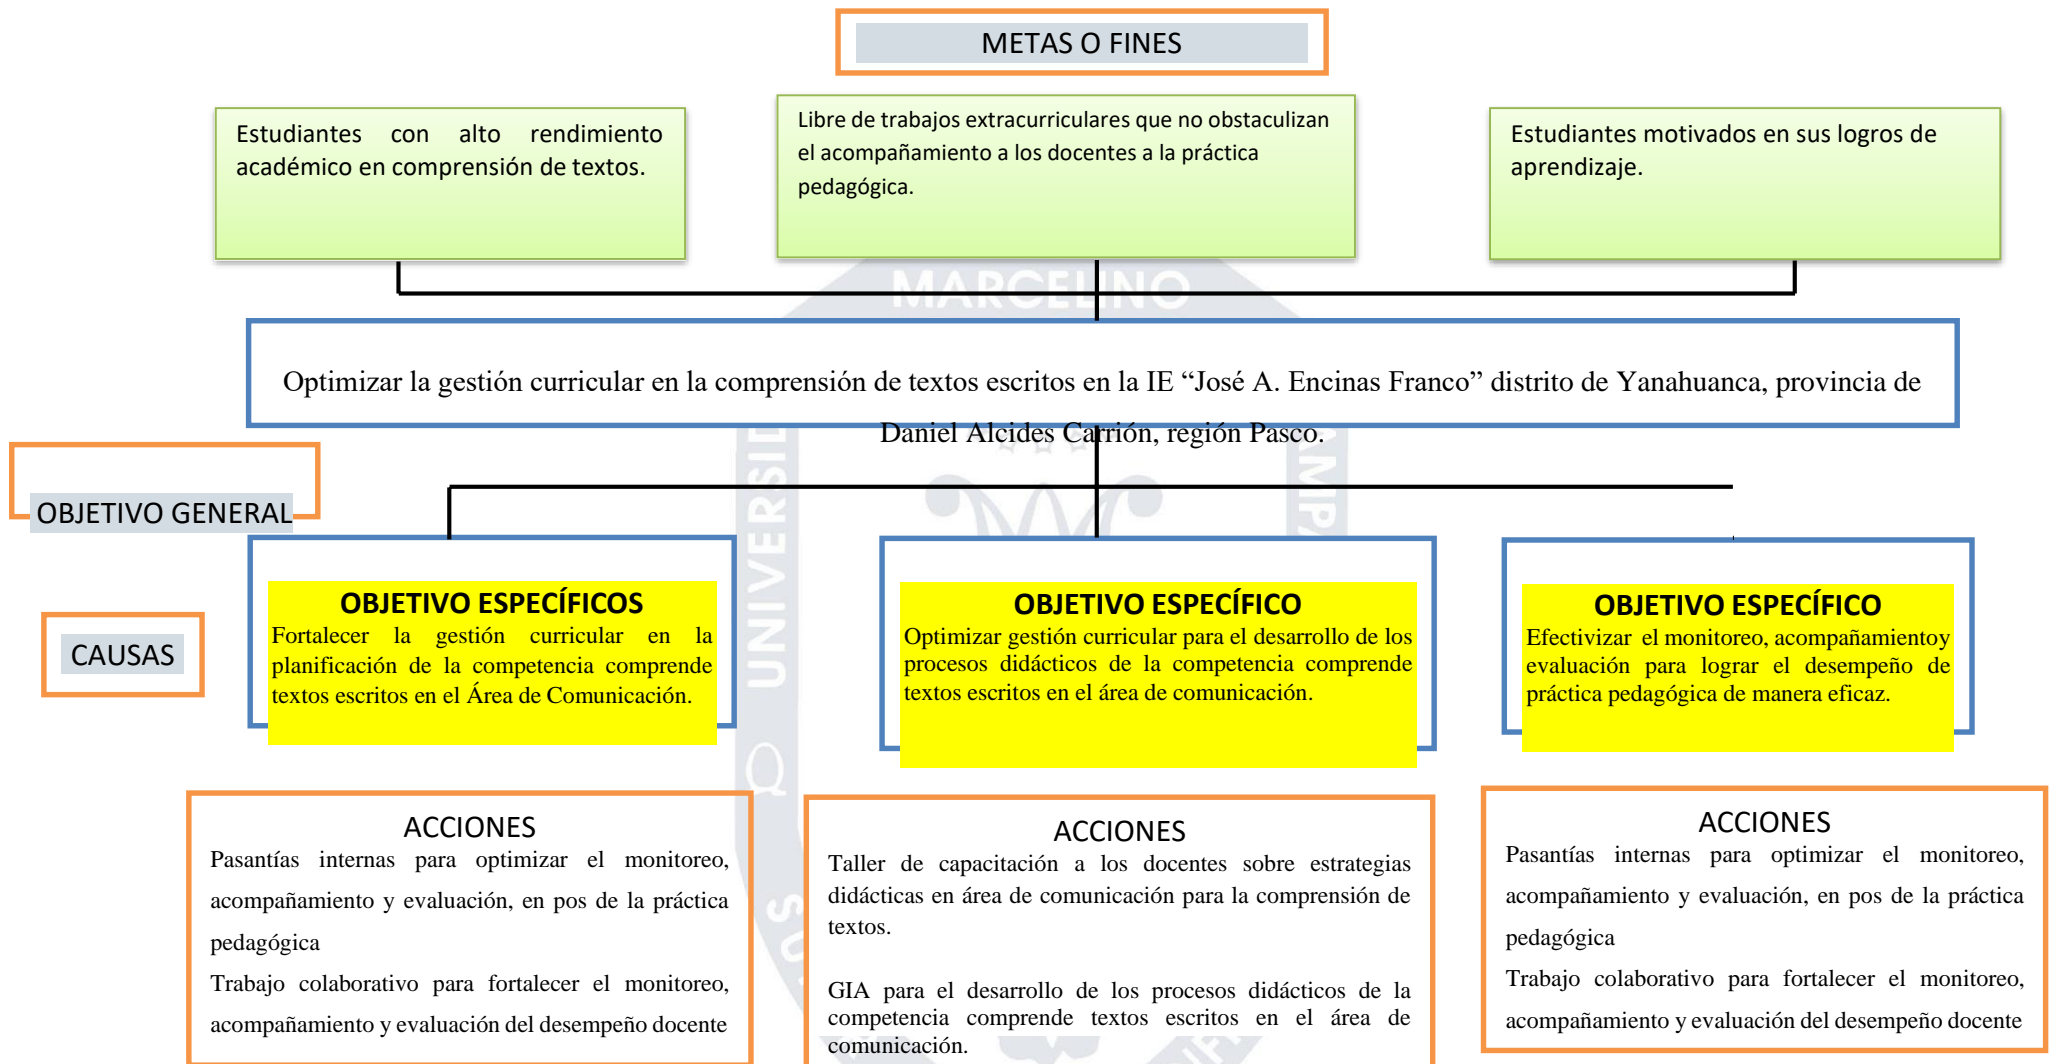 METAS O FINES
Estudiantes con alto rendimiento
académico en comprensión de textos.
Libre de trabajos extracurriculares que no obstaculizan
el acompañamiento a los docentes a la práctica
pedagógica.
Estudiantes motivados en sus logros de
aprendizaje.
MARCELINO
Optimizar la gestión curricular en la comprensión de textos escritos en la IE “José A. Encinas Franco” distrito de Yanahuanca, provincia de
Daniel Alcides Carrión, región Pasco.
OBJETIVO GENERAL
CAUSAS
OBJETIVO ESPECÍFICOS
Fortalecer la gestión curricular en la
planificación de la competencia comprende
textos escritos en el Área de Comunicación.
OBJETIVO ESPECÍFICO
Optimizar gestión curricular para el desarrollo de los
procesos didácticos de la competencia comprende
textos escritos en el área de comunicación.
OBJETIVO ESPECÍFICO
Efectivizar el monitoreo, acompañamientoy
evaluación para lograr el desempeño de
práctica pedagógica de manera eficaz.
ACCIONES
Pasantías internas para optimizar el monitoreo,
acompañamiento y evaluación, en pos de la práctica
pedagógica
Trabajo colaborativo para fortalecer el monitoreo,
acompañamiento y evaluación del desempeño docente
ACCIONES
Taller de capacitación a los docentes sobre estrategias
didácticas en área de comunicación para la comprensión de
textos.
GIA para el desarrollo de los procesos didácticos de la
competencia comprende textos escritos en el área de
comunicación.
ACCIONES
Pasantías internas para optimizar el monitoreo,
acompañamiento y evaluación, en pos de la práctica
pedagógica
Trabajo colaborativo para fortalecer el monitoreo,
acompañamiento y evaluación del desempeño docente